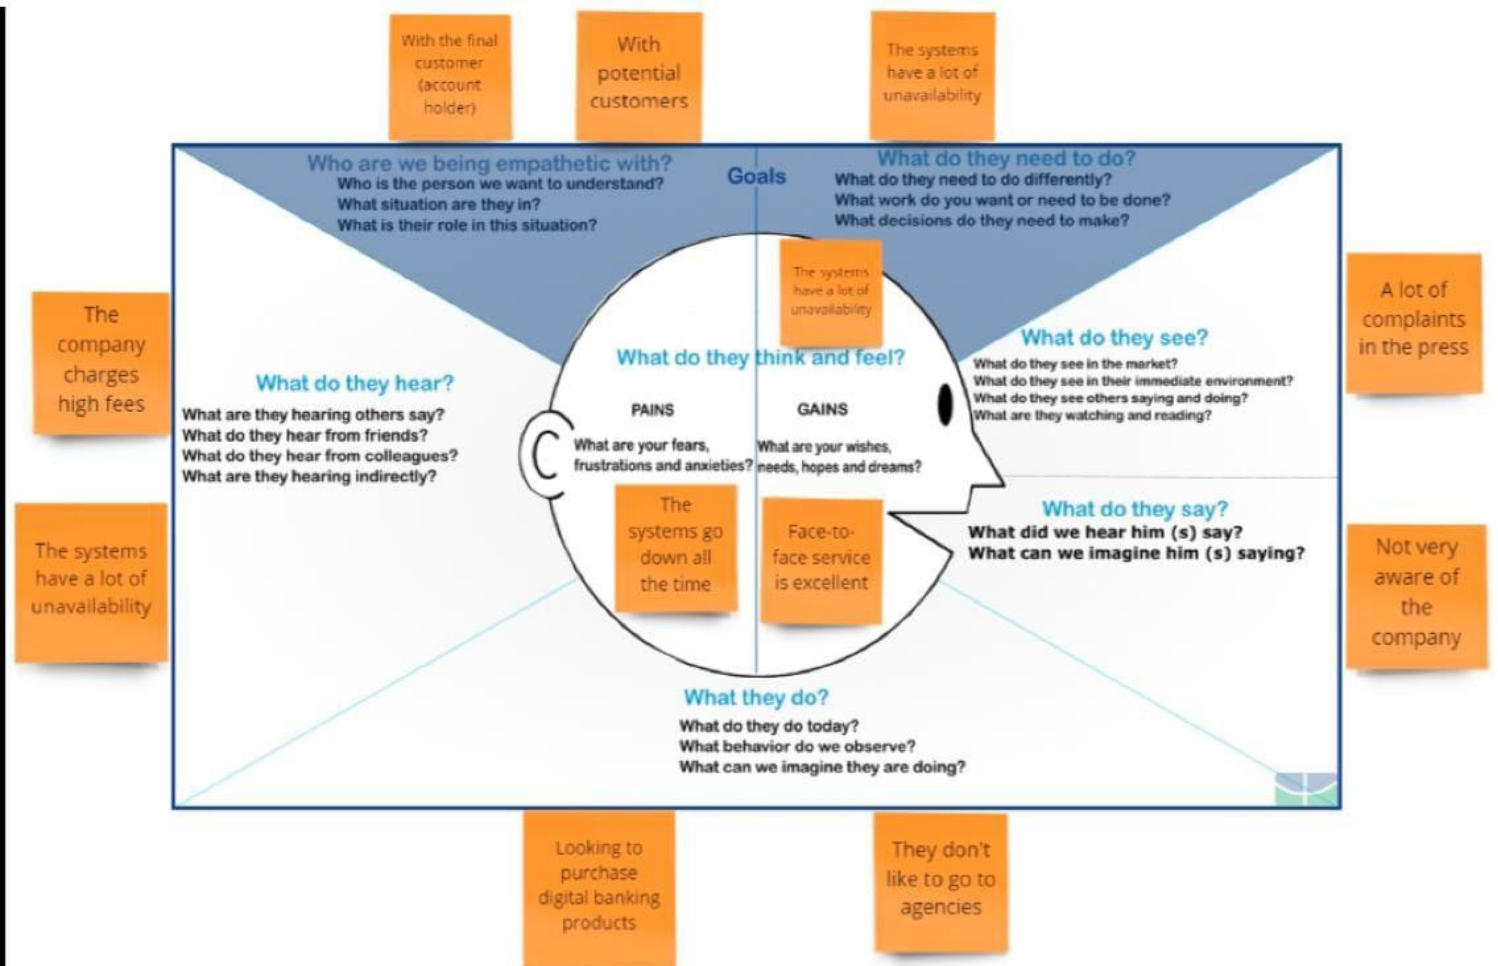 With the final
customer
(account
holder)
With
potential
customers
The systems
have a lot of
unavailability
Who are we being empathetic with?
Who is the person we want to understand?
What situation are they in?
What is their role in this situation?
Goals
What do they need to do?
What do they need to do differently?
What work do you want or need to be done?
What decisions do they need to make?
The systems
have a lot of
unavailability
The
company
charges
high fees
The systems
have a lot of
unavailability
What do they hear?
What are they hearing others say?
What do they hear from friends?
What do they hear from colleagues?
What are they hearing indirectly?
What do they think and feel?
PAINS
What are your fears,
frustrations and anxieties?
The
systems go
down all
the time
GAINS
What are your wishes,
needs, hopes and dreams?
Face-to-
face service
is excellent
What do they see?
What do they see in the market?
What do they see in their immediate environment?
What do they see others saying and doing?
What are they watching and reading?
A lot of
complaints
in the press
What do they say?
What did we hear him (s) say?
What can we imagine him (s) saying?
Not very
aware of
the
company
What they do?
What do they do today?
What behavior do we observe?
What can we imagine they are doing?
Looking to
purchase
digital banking
products
They don't
like to go to
agencies